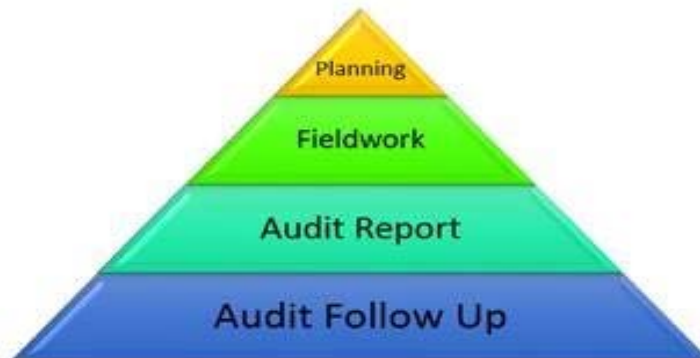 Planning
Fieldwork
Audit Report
Audit Follow Up